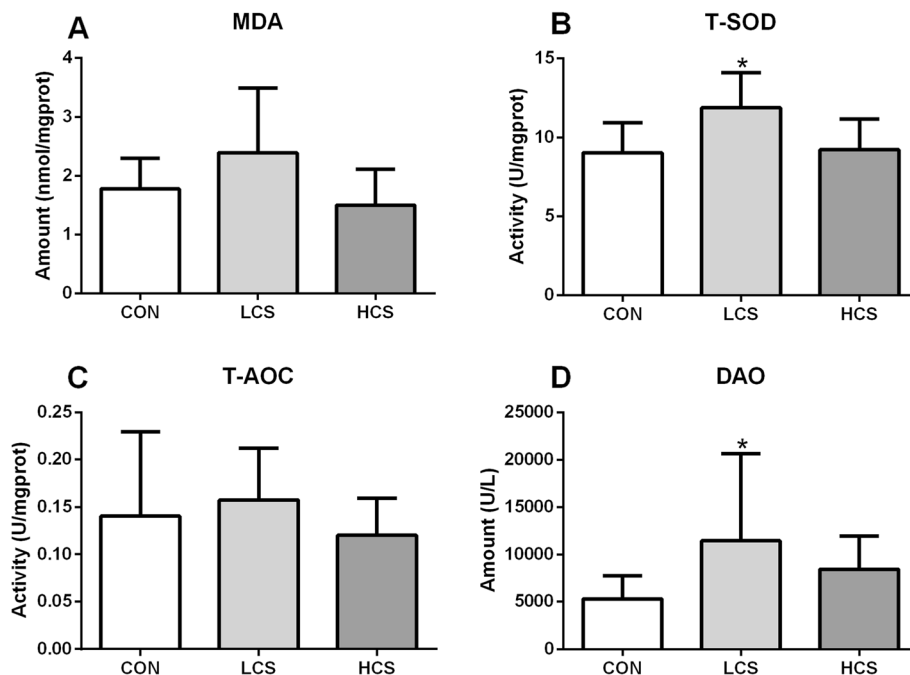 A
MDA
Amount (nmol/mgprot)
4
3
2
1
0
CON LCS HCS
B
T-SOD
Activity (U/mgprot)
15
10
5
0
*
CON LCS HCS
C
T-AOC
Activity (U/mgprot)
0.25
0.20
0.15
0.10
0.05
0.00
CON LCS HCS
D
DAO
Amount (U/L)
25000
20000
15000
10000
5000
0
*
CON LCS HCS